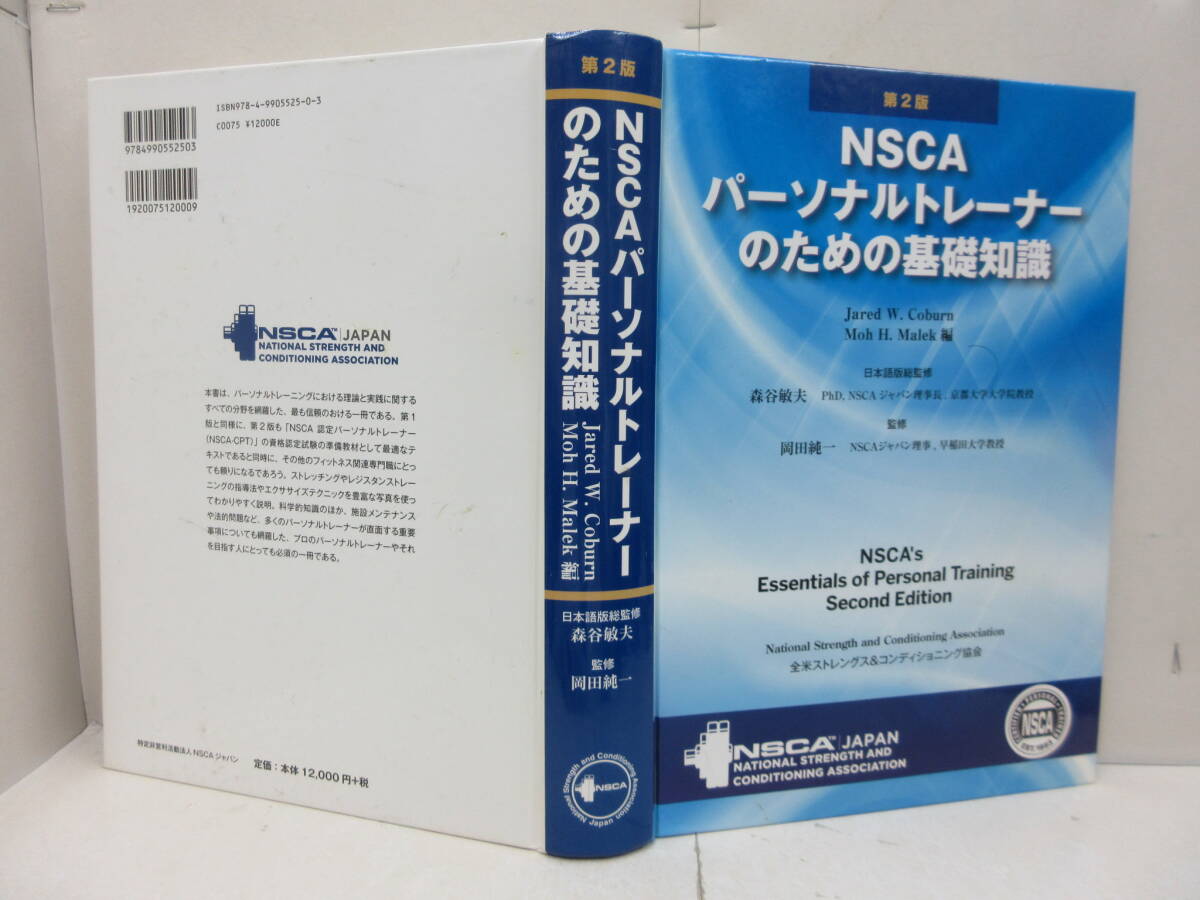 ISBN978-4-9905525-0-3
C0075 ¥12000E
9784990552503
1920075120009
NSCA™ JAPAN
NATIONAL STRENGTH AND
CONDITIONING ASSOCIATION
本書は、パーソナルトレーニングにおける理論と実践に関する
すべての分野を網羅した、最も信頼のおける一冊である。第1
版と同様に、第2版も「NSCA 認定パーソナルトレーナー
(NSCA-CPT)」の資格認定試験の準備教材として最適なテ
キストであると同時に、その他のフィットネス関連専門職にとっ
ても頼りになるであろう。ストレッチングやレジスタンストレー
ニングの指導法やエクササイズテクニックを豊富な写真を使っ
てわかりやすく説明。科学的知識のほか、施設メンテナンス
や法的問題など、多くのパーソナルトレーナーが直面する重要
事項についても網羅した、プロのパーソナルトレーナーやそれ
を目指す人にとっても必須の一冊である。
特定非営利活動法人NSCAジャパン
定価：本体 12,000円+税
第2版
NSCAパーソナルトレーナー
のための基礎知識
Jared W. Coburn
Moh H. Malek 編
日本語版総監修
森谷敏夫
監修
岡田純一
National Strength and Conditioning Association
NSCA
Japan
第2版
NSCA
パーソナルトレーナー
のための基礎知識
Jared W. Coburn
Moh H. Malek 編
日本語版総監修
森谷敏夫 PhD, NSCAジャパン理事長, 京都大学大学院教授
監修
岡田純一 NSCAジャパン理事, 早稲田大学教授
NSCA's
Essentials of Personal Training
Second Edition
National Strength and Conditioning Association
全米ストレングス&コンディショニング協会
NSCA™ JAPAN
NATIONAL STRENGTH AND
CONDITIONING ASSOCIATION
CERTIFIED PERSONAL TRAINER
NSCA
EST. 1993